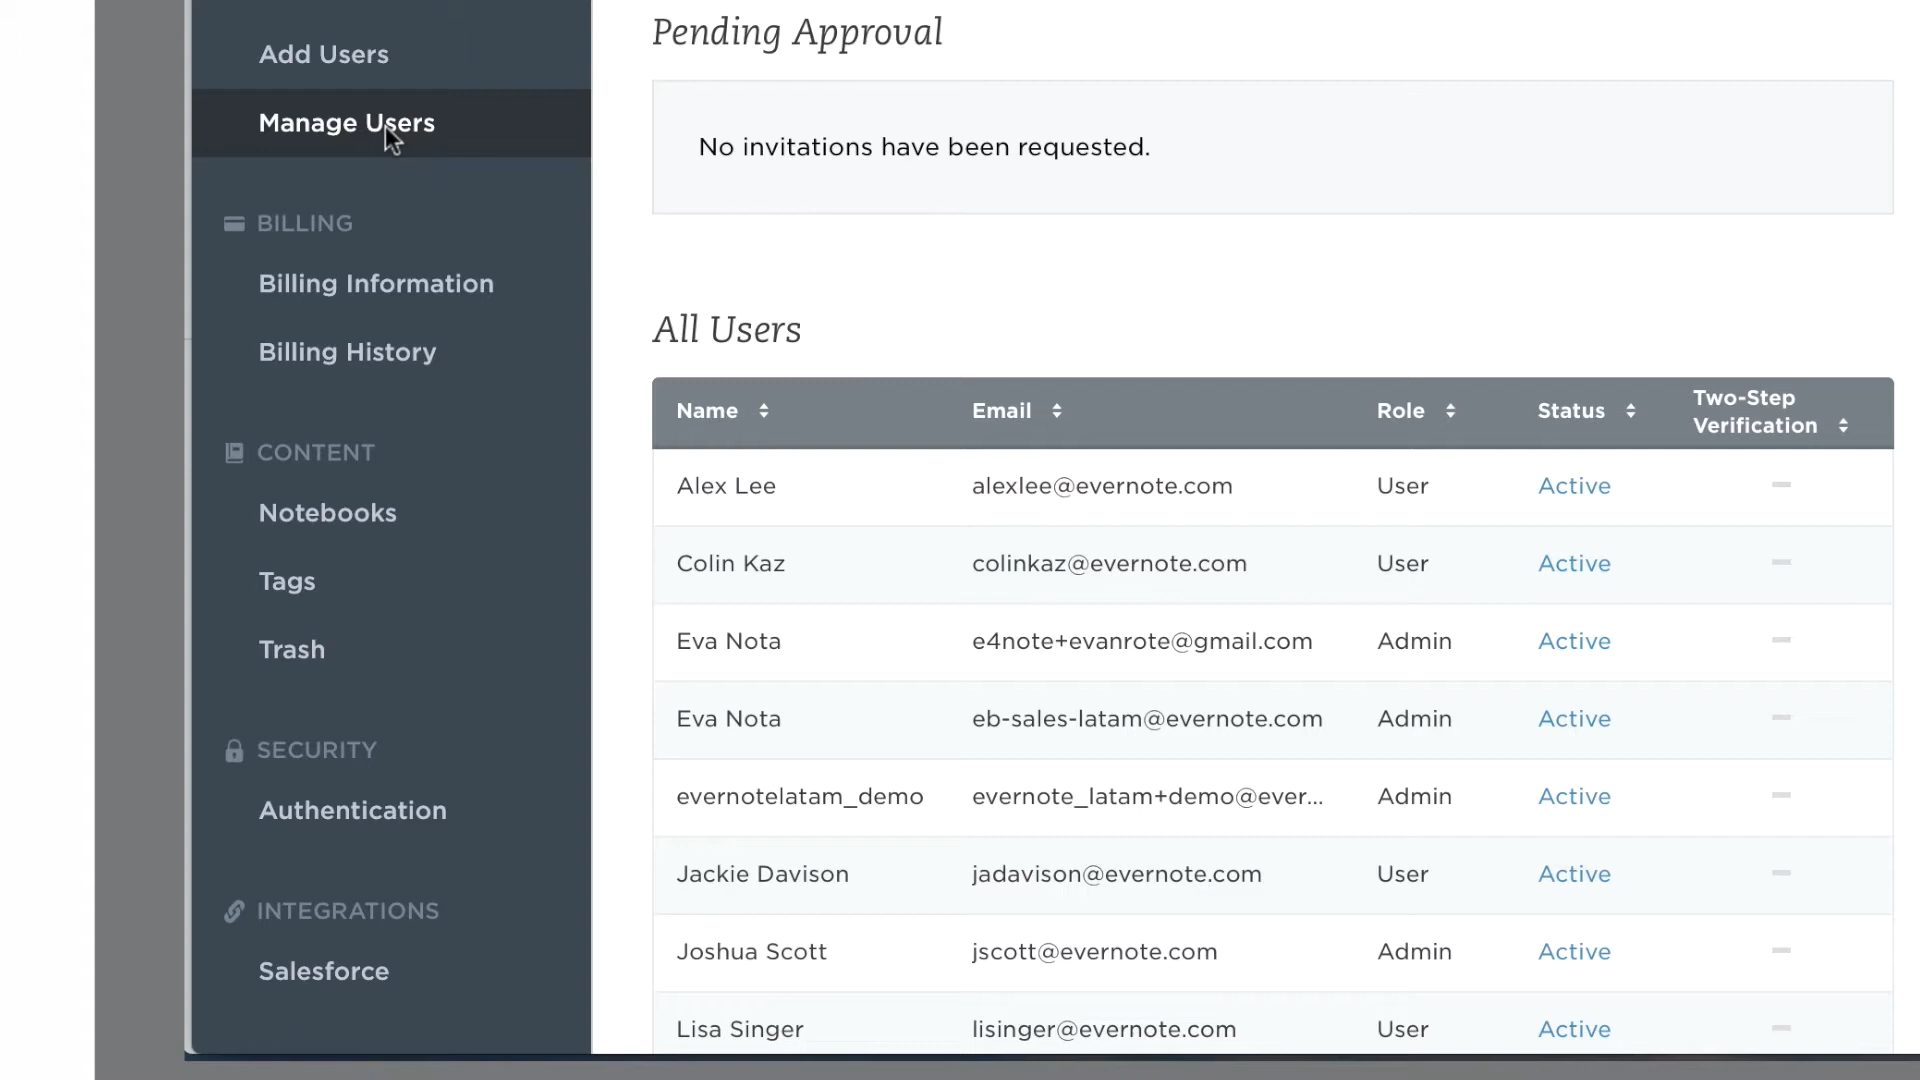 Add Users
Manage Users
BILLING
Billing Information
Billing History
CONTENT
Notebooks
Tags
Trash
SECURITY
Authentication
INTEGRATIONS
Salesforce
Pending Approval
No invitations have been requested.
All Users
Name Email Role Status Two-Step Verification
Alex Lee alexlee@evernote.com User Active
Colin Kaz colinkaz@evernote.com User Active
Eva Nota e4note+evanrote@gmail.com Admin Active
Eva Nota eb-sales-latam@evernote.com Admin Active
evernotelatam_demo evernote_latam+demo@ever... Admin Active
Jackie Davison jadavison@evernote.com User Active
Joshua Scott jscott@evernote.com Admin Active
Lisa Singer lisinger@evernote.com User Active